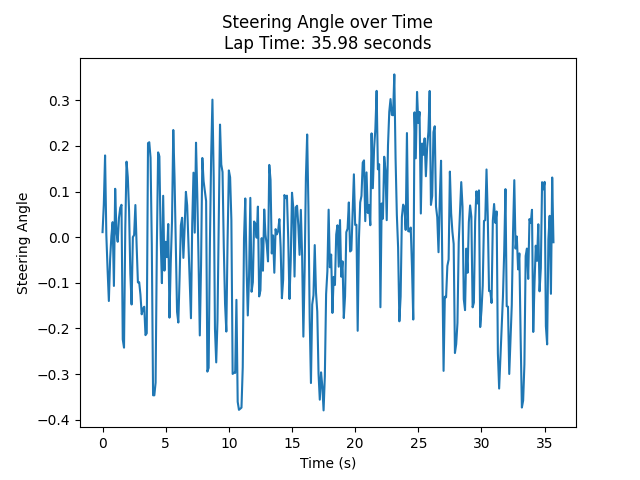 Steering Angle over Time
Lap Time: 35.98 seconds
Steering Angle
0.3
0.2
0.1
0.0
−0.1
−0.2
−0.3
−0.4
0 5 10 15 20 25 30 35
Time (s)